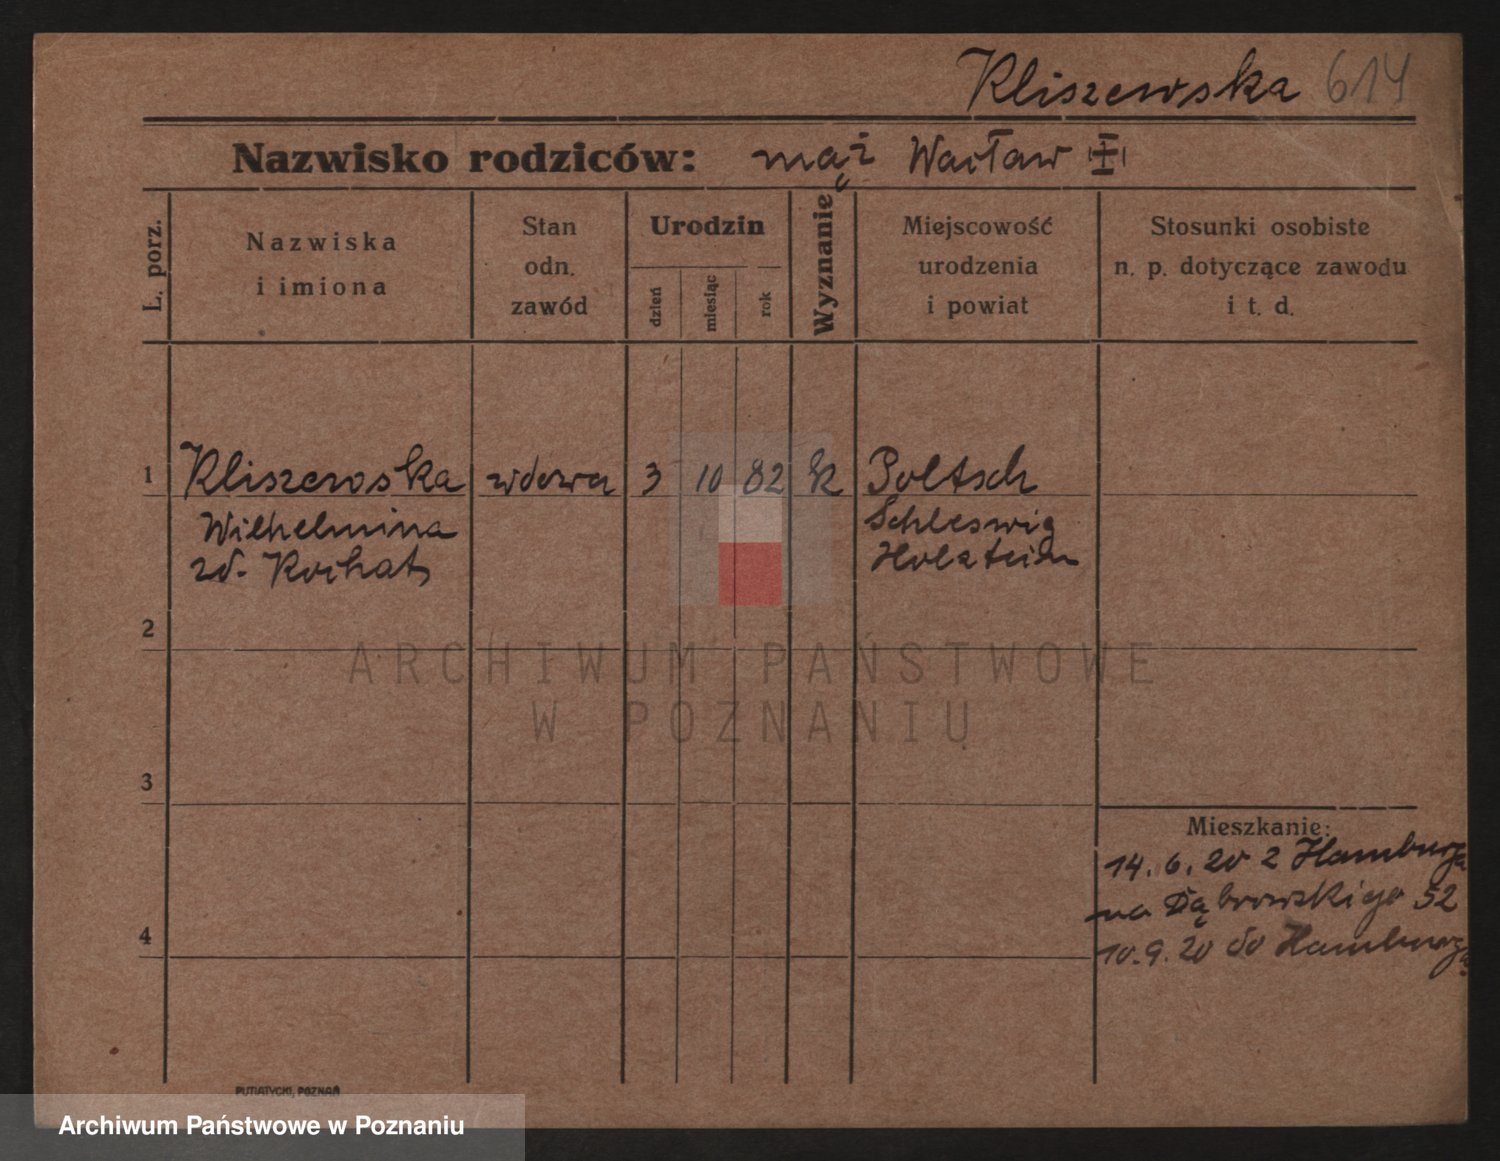 Kliszewska 614
Nazwisko rodziców: mąż Wacław
L. porz.
Nazwiska
i imiona
Stan
odn.
zawód
Urodzin
dzień
miesiąc
rok
Wyznanie
Miejscowość
urodzenia
i powiat
Stosunki osobiste
n. p. dotyczące zawodu
i t. d.
1 Kliszewska wdowa 3 10 82 k Poltsch
Wilhelmina Schleswig
zd. Kochat Holztein
2
ARCHIWUM PAŃSTWOWE
W POZNANIU
3
Mieszkanie:
14. 6. 20 z Hamburga
na Dąbrowskiego 52
4
10. 9. 20 do Hamburga
PUTIATYCKI, POZNAŃ
Archiwum Państwowe w Poznaniu